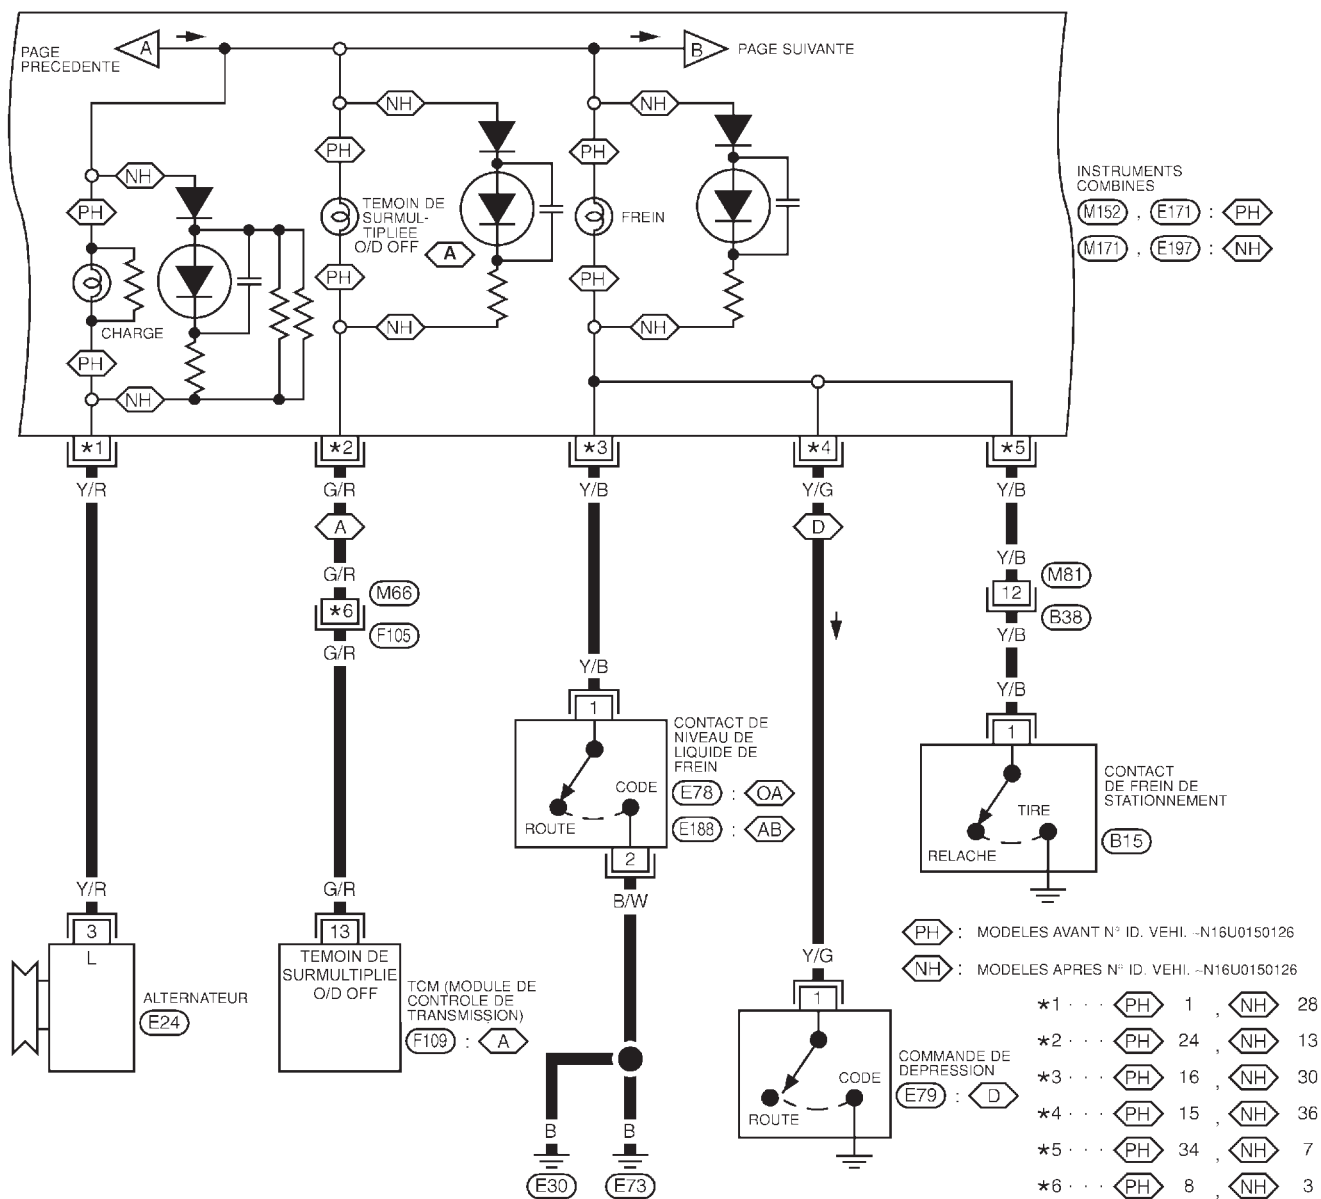 PAGE
PRECEDENTE
A
B
PAGE SUIVANTE
NH
NH
PH
PH
NH
PH
TEMOIN DE
SURMUL-
TIPLIEE
O/D OFF
A
FREIN
PH
CHARGE
PH
PH
NH
NH
PH
NH
INSTRUMENTS
COMBINES
M152 , E171 : PH
M171 , E197 : NH
*1
*2
*3
*4
*5
Y/R
G/R
Y/B
Y/G
Y/B
A
D
G/R
Y/B
M66
*6
F105
G/R
M81
12
B38
Y/B
Y/B
Y/B
1
CONTACT DE
NIVEAU DE
LIQUIDE DE
FREIN
E78 : OA
E188 : AB
CODE
ROUTE
2
B/W
1
CONTACT
DE FREIN DE
STATIONNEMENT
B15
TIRE
RELACHE
Y/R
3
L
ALTERNATEUR
E24
G/R
13
TEMOIN DE
SURMULTIPLIE
O/D OFF
TCM (MODULE DE
CONTROLE DE
TRANSMISSION)
F109 : A
B
B
E30
E73
Y/G
1
COMMANDE DE
DEPRESSION
E79 : D
CODE
ROUTE
PH : MODELES AVANT N° ID. VEHI. ~N16U0150126
NH : MODELES APRES N° ID. VEHI. ~N16U0150126
*1 · · · PH 1 , NH 28
*2 · · · PH 24 , NH 13
*3 · · · PH 16 , NH 30
*4 · · · PH 15 , NH 36
*5 · · · PH 34 , NH 7
*6 · · · PH 8 , NH 3